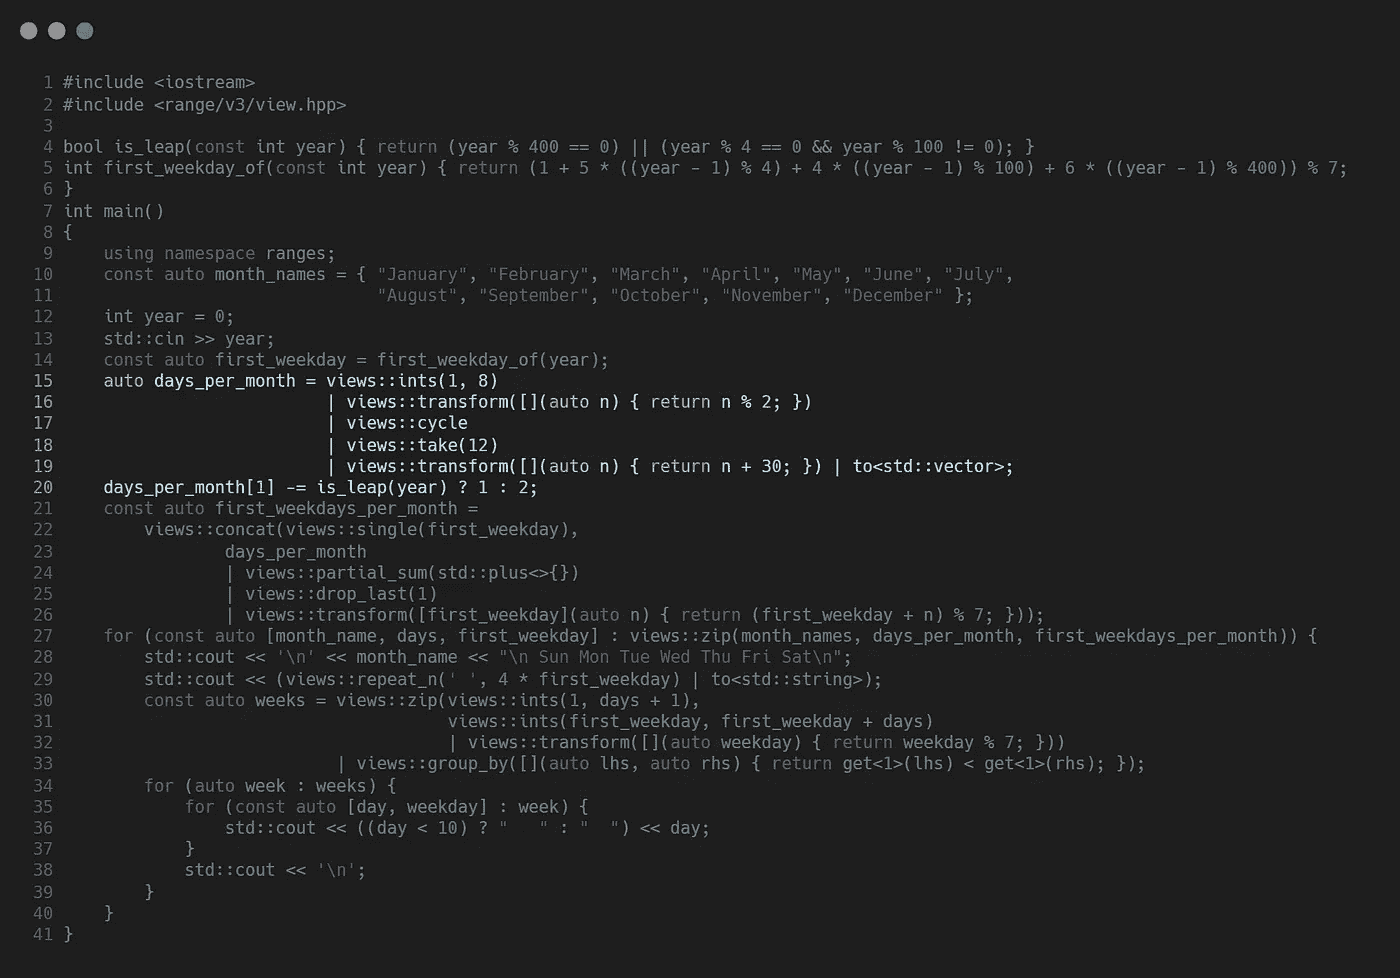 1 #include <iostream>
2 #include <range/v3/view.hpp>
3
4 bool is_leap(const int year) { return (year % 400 == 0) || (year % 4 == 0 && year % 100 != 0); }
5 int first_weekday_of(const int year) { return (1 + 5 * ((year - 1) % 4) + 4 * ((year - 1) % 100) + 6 * ((year - 1) % 400)) % 7;
6 }
7 int main()
8 {
9     using namespace ranges;
10     const auto month_names = { "January", "February", "March", "April", "May", "June", "July",
11                                "August", "September", "October", "November", "December" };
12     int year = 0;
13     std::cin >> year;
14     const auto first_weekday = first_weekday_of(year);
15     auto days_per_month = views::ints(1, 8)
16                           | views::transform([](auto n) { return n % 2; })
17                           | views::cycle
18                           | views::take(12)
19                           | views::transform([](auto n) { return n + 30; }) | to<std::vector>;
20     days_per_month[1] -= is_leap(year) ? 1 : 2;
21     const auto first_weekdays_per_month =
22         views::concat(views::single(first_weekday),
23                 days_per_month
24                 | views::partial_sum(std::plus<>{})
25                 | views::drop_last(1)
26                 | views::transform([first_weekday](auto n) { return (first_weekday + n) % 7; }));
27     for (const auto [month_name, days, first_weekday] : views::zip(month_names, days_per_month, first_weekdays_per_month)) {
28         std::cout << '\n' << month_name << "\n Sun Mon Tue Wed Thu Fri Sat\n";
29         std::cout << (views::repeat_n(' ', 4 * first_weekday) | to<std::string>);
30         const auto weeks = views::zip(views::ints(1, days + 1),
31                                       views::ints(first_weekday, first_weekday + days)
32                                       | views::transform([](auto weekday) { return weekday % 7; }))
33                            | views::group_by([](auto lhs, auto rhs) { return get<1>(lhs) < get<1>(rhs); });
34         for (auto week : weeks) {
35             for (const auto [day, weekday] : week) {
36                 std::cout << ((day < 10) ? "   " : "  ") << day;
37             }
38             std::cout << '\n';
39         }
40     }
41 }